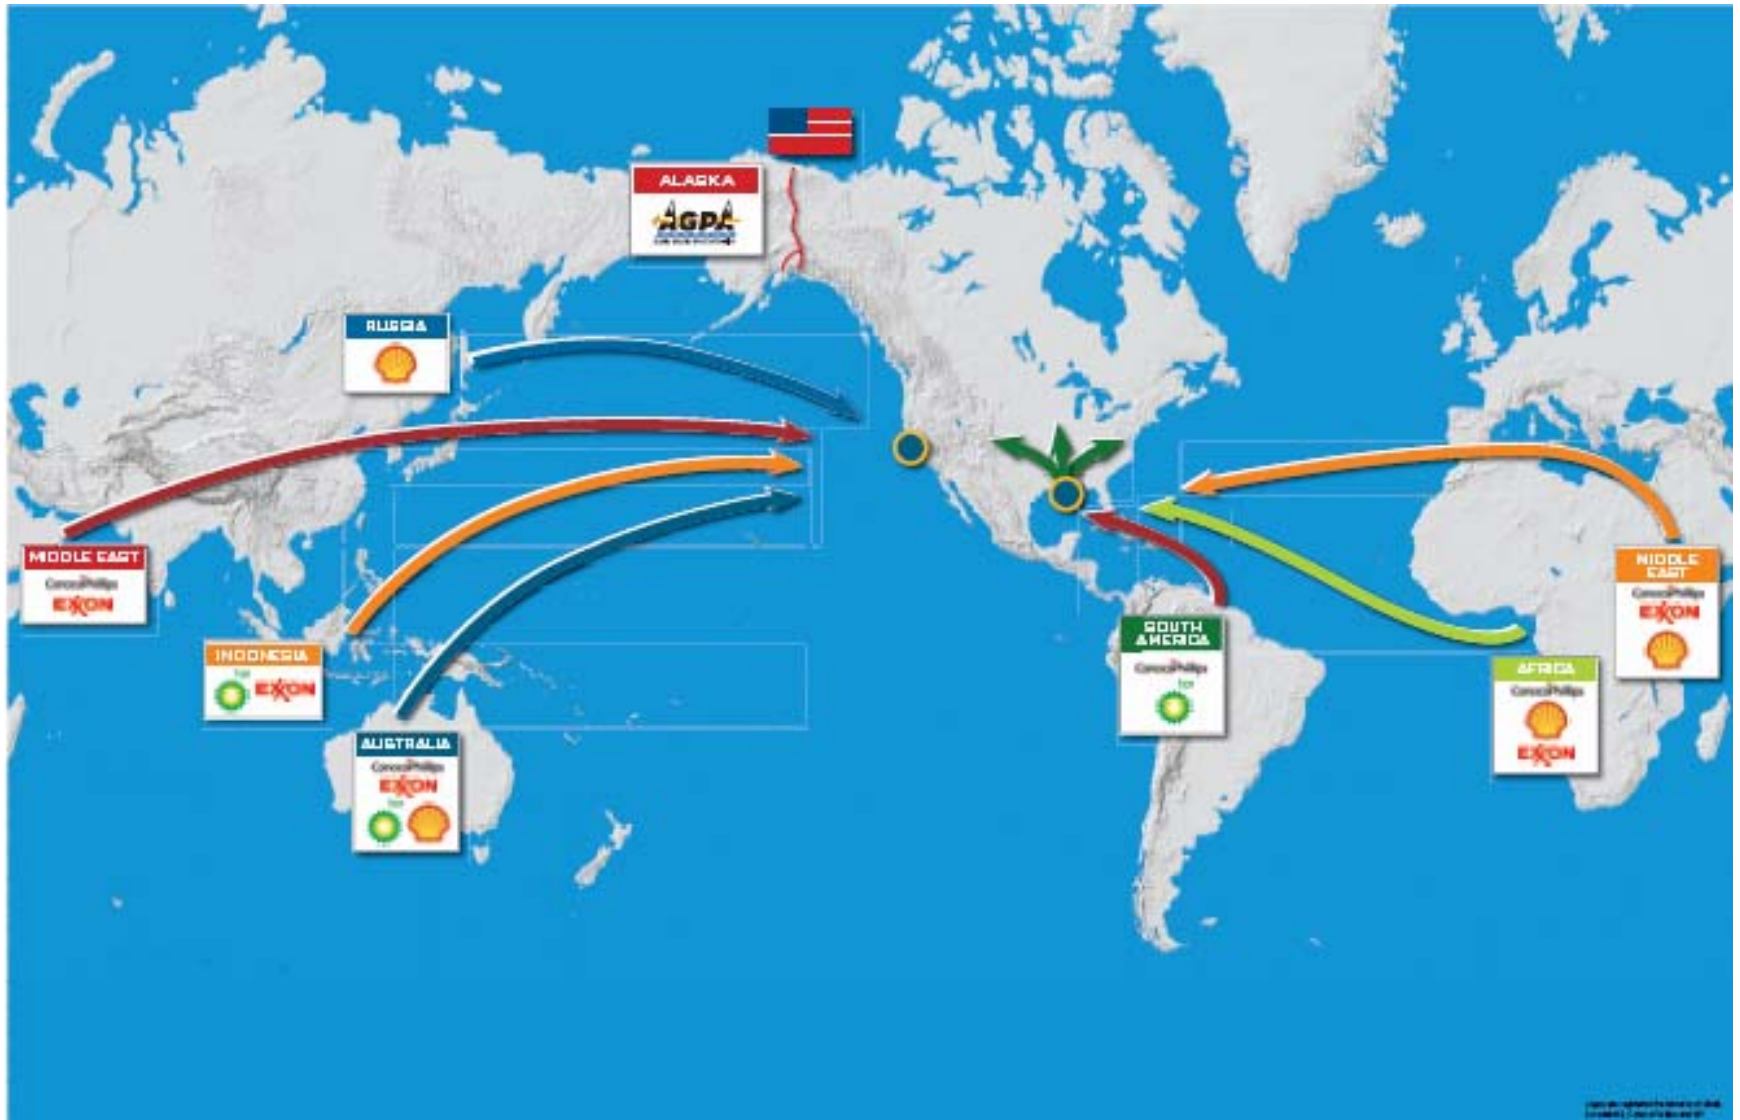 ALASKA
AGPA
RUSSIA
MIDDLE EAST
ConocoPhillips
EXXON
INDONESIA
bp
EXXON
AUSTRALIA
ConocoPhillips
EXXON
bp
SOUTH
AMERICA
ConocoPhillips
bp
MIDDLE
EAST
ConocoPhillips
EXXON
AFRICA
ConocoPhillips
EXXON